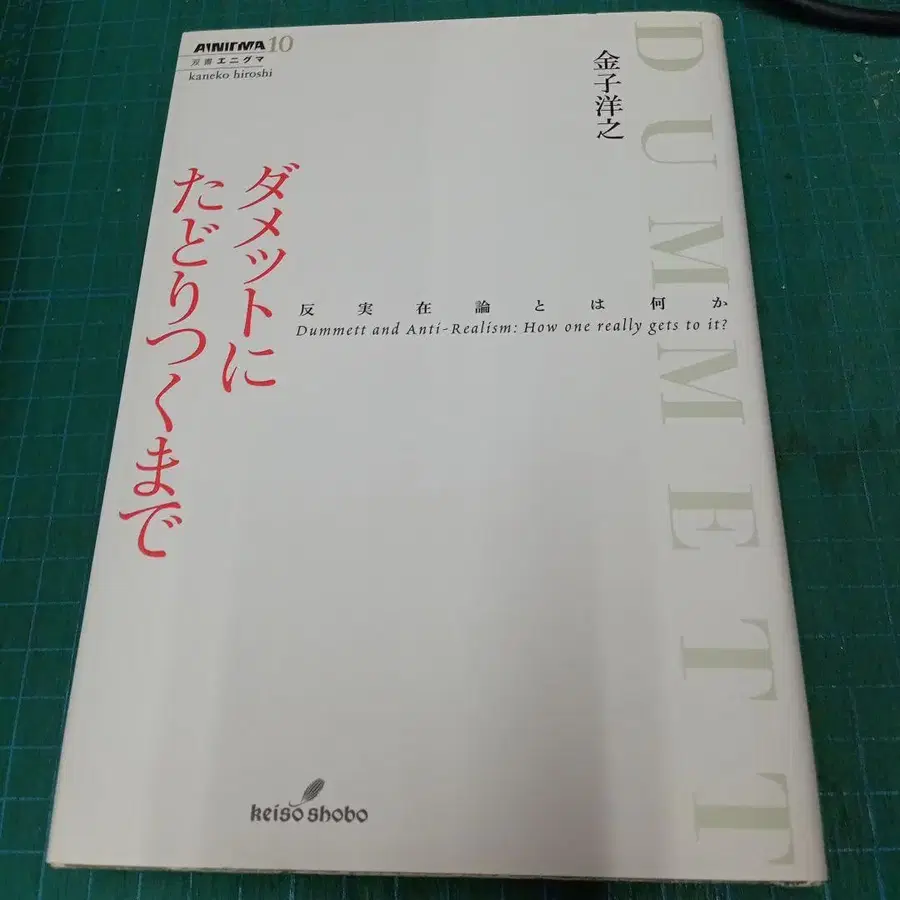 AINIГMA 10
双書 エニグマ
kaneko hiroshi
金子洋之
DUMMETT
ダメットに
たどりつくまで
反実在論とは何か
Dummett and Anti-Realism: How one really gets to it?
keiso shobo